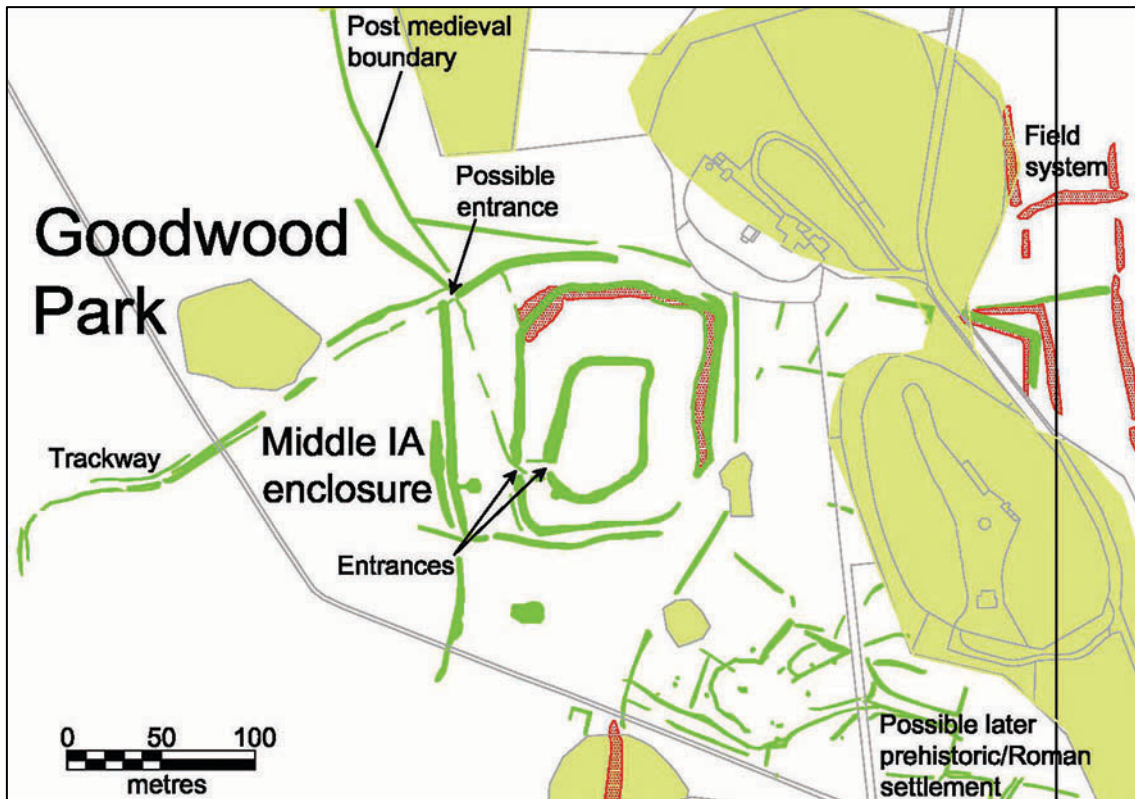 Post medieval
boundary
Possible
entrance
Field
system
Goodwood
Park
Trackway
Middle IA
enclosure
Entrances
0 50 100
metres
Possible later
prehistoric/Roman
settlement